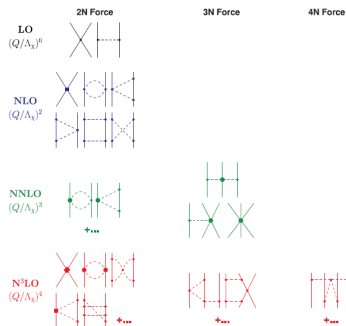 2N Force 3N Force 4N Force
LO
(Q/Λχ)⁰
NLO
(Q/Λχ)²
NNLO
(Q/Λχ)³
+...
N³LO
(Q/Λχ)⁴
+... +... +...